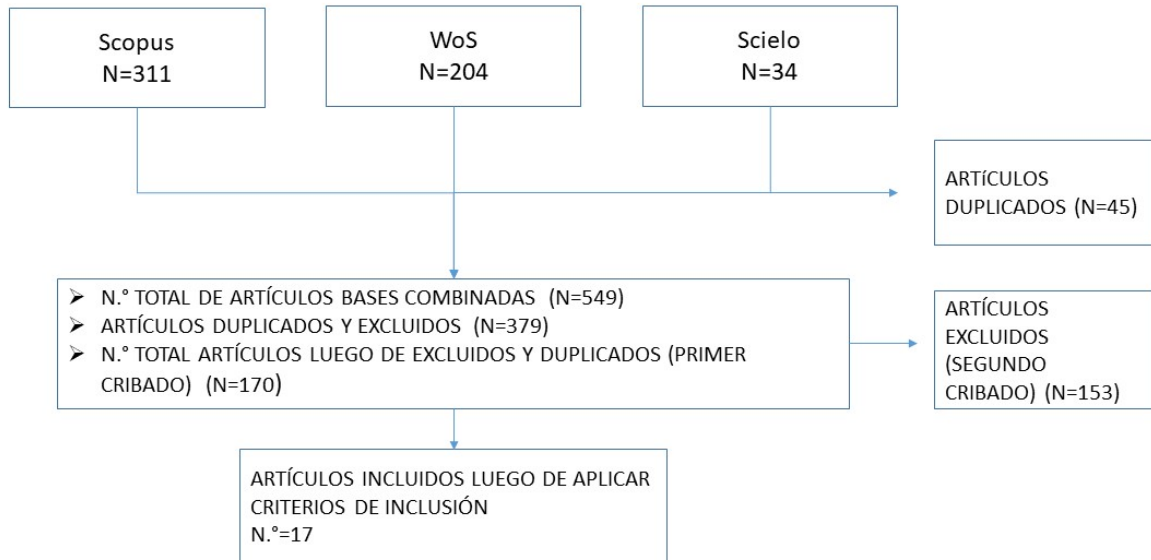 Scopus
N=311
WoS
N=204
Scielo
N=34
ARTÍCULOS
DUPLICADOS (N=45)
➢ N.° TOTAL DE ARTÍCULOS BASES COMBINADAS (N=549)
➢ ARTÍCULOS DUPLICADOS Y EXCLUIDOS (N=379)
➢ N.° TOTAL ARTÍCULOS LUEGO DE EXCLUIDOS Y DUPLICADOS (PRIMER
CRIBADO) (N=170)
ARTÍCULOS
EXCLUIDOS
(SEGUNDO
CRIBADO) (N=153)
ARTÍCULOS INCLUIDOS LUEGO DE APLICAR
CRITERIOS DE INCLUSIÓN
N.°=17